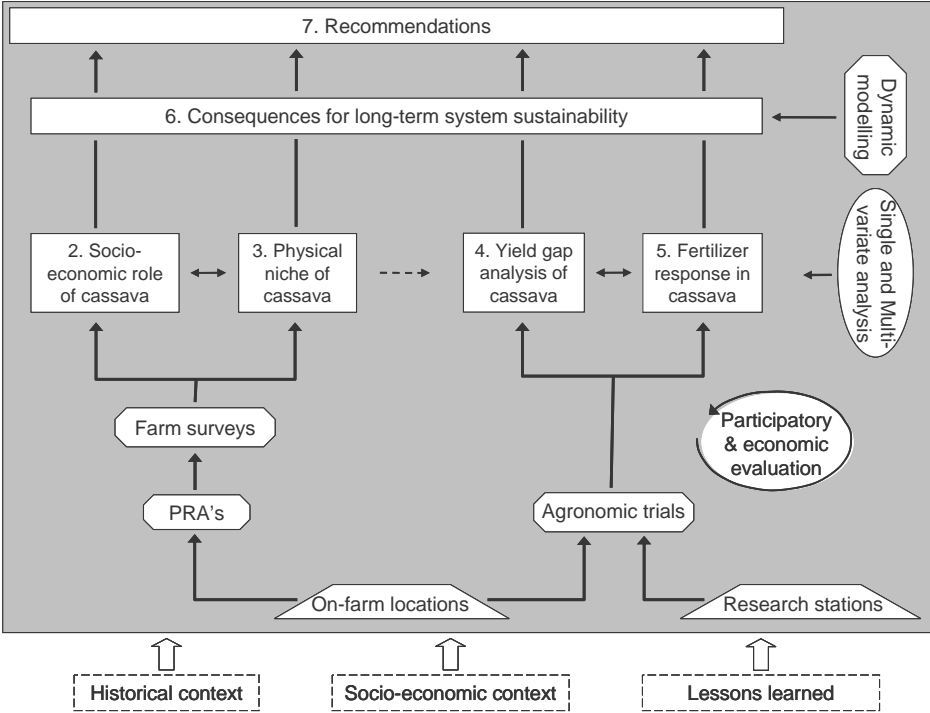 7. Recommendations
6. Consequences for long-term system sustainability
Dynamic
modelling
2. Socio-
economic role
of cassava
3. Physical
niche of
cassava
4. Yield gap
analysis of
cassava
5. Fertilizer
response in
cassava
Single and Multi-
variate analysis
Farm surveys
Participatory
& economic
evaluation
PRA's
Agronomic trials
On-farm locations
Research stations
Historical context
Socio-economic context
Lessons learned